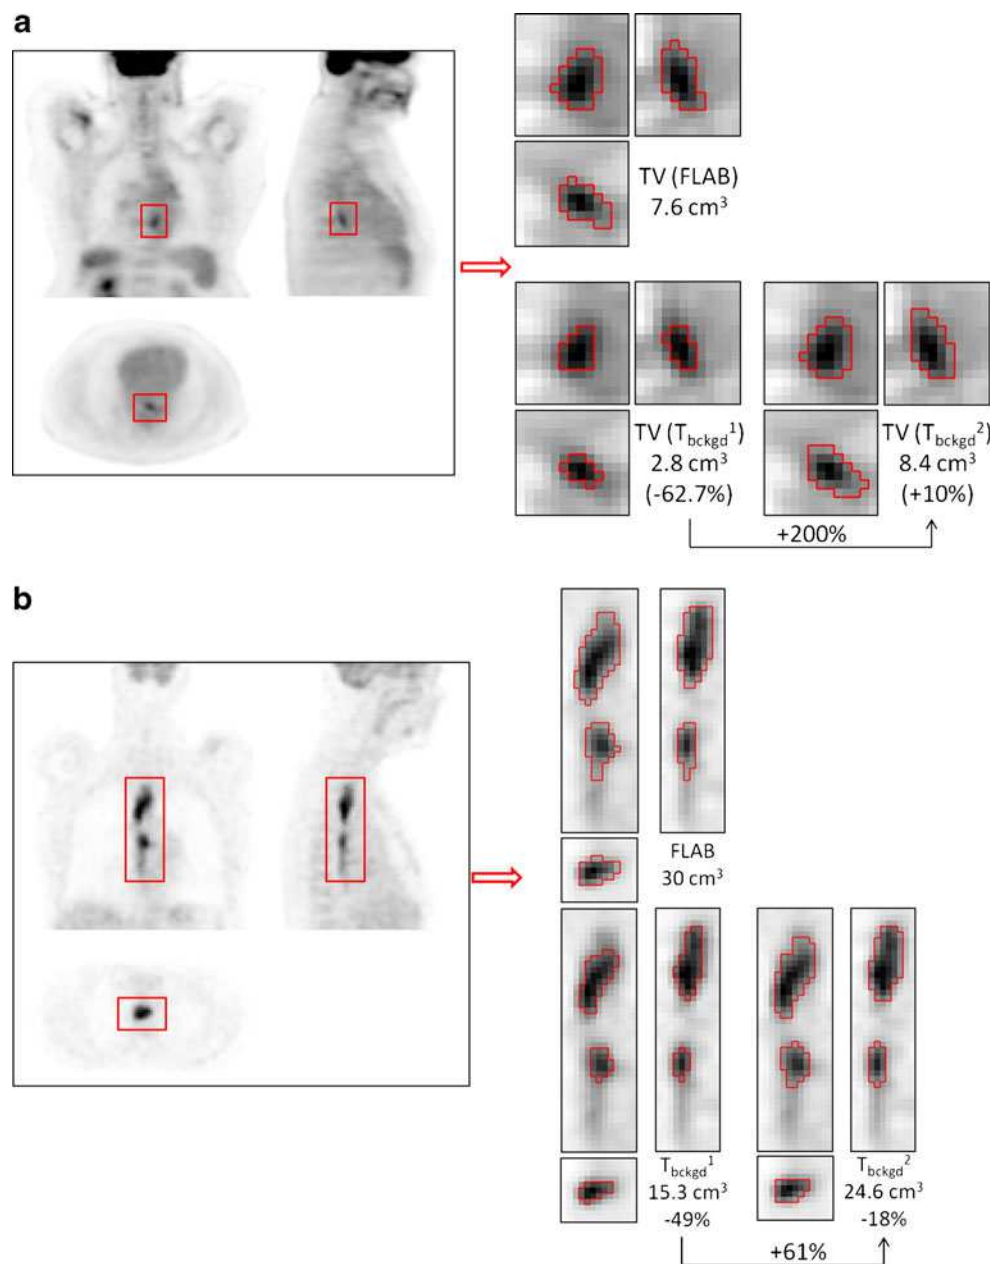 a
TV (FLAB)
7.6 cm³
TV (T_bckgd¹)
2.8 cm³
(-62.7%)
TV (T_bckgd²)
8.4 cm³
(+10%)
+200%
b
FLAB
30 cm³
T_bckgd¹
15.3 cm³
-49%
T_bckgd²
24.6 cm³
-18%
+61%